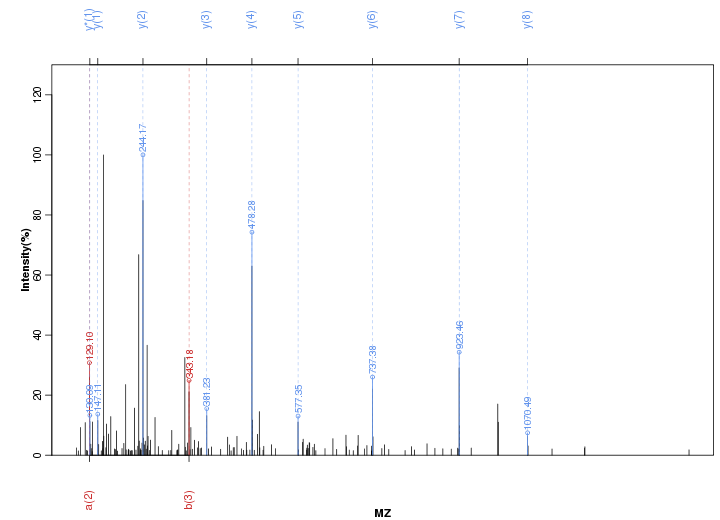 y*(1)
y(1)
y(2)
y(3)
y(4)
y(5)
y(6)
y(7)
y(8)
120
100
80
60
40
20
0
Intensity(%)
129.10
147.11
244.17
343.18
381.23
478.28
577.35
737.38
923.46
1070.49
a(2)
b(3)
MZ